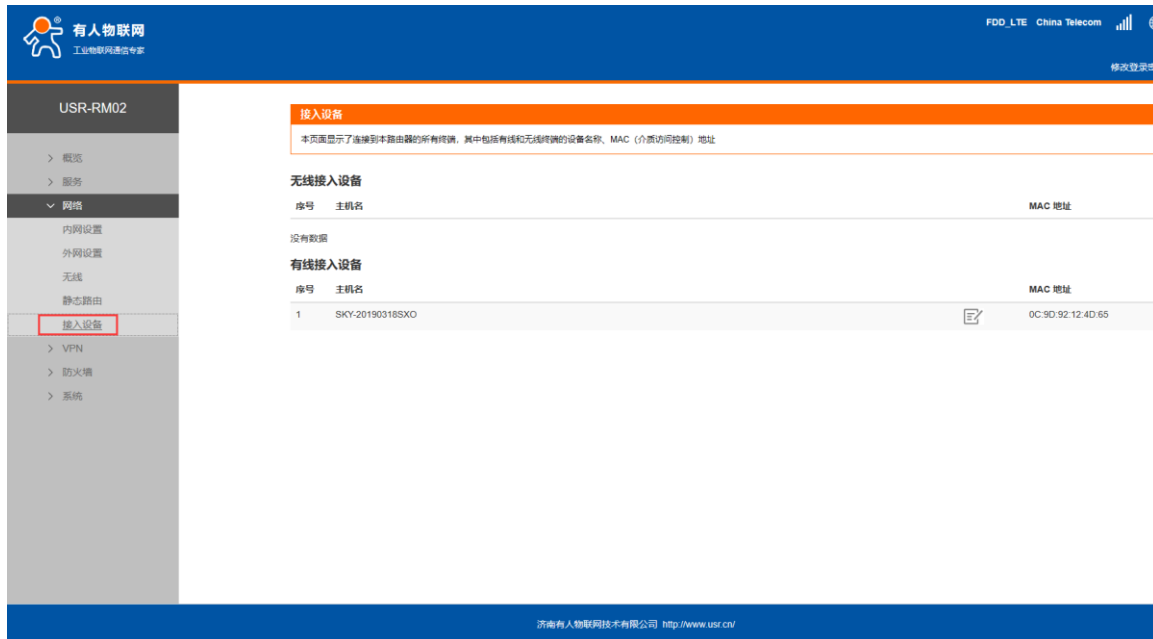 有人物联网
工业物联网通信专家
FDD_LTE China Telecom
修改登录
USR-RM02
概览
服务
网络
内网设置
外网设置
无线
静态路由
接入设备
VPN
防火墙
系统
接入设备
本页面显示了连接到本路由器的所有终端，其中包括有线和无线终端的设备名称、MAC（介质访问控制）地址
无线接入设备
序号 主机名 MAC 地址
没有数据
有线接入设备
序号 主机名 MAC 地址
1 SKY-20190318SXO 0C:9D:92:12:4D:65
济南有人物联网技术有限公司 http://www.usr.cn/